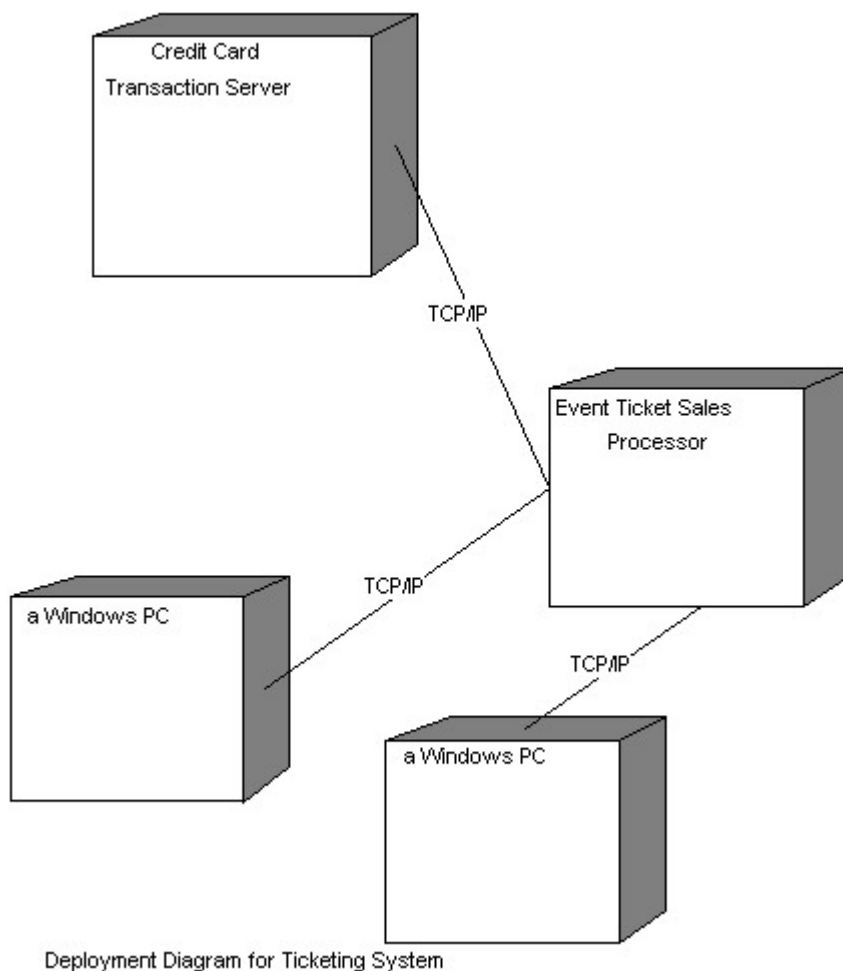 Credit Card
Transaction Server
TCP/IP
Event Ticket Sales
Processor
TCP/IP
a Windows PC
TCP/IP
a Windows PC
Deployment Diagram for Ticketing System